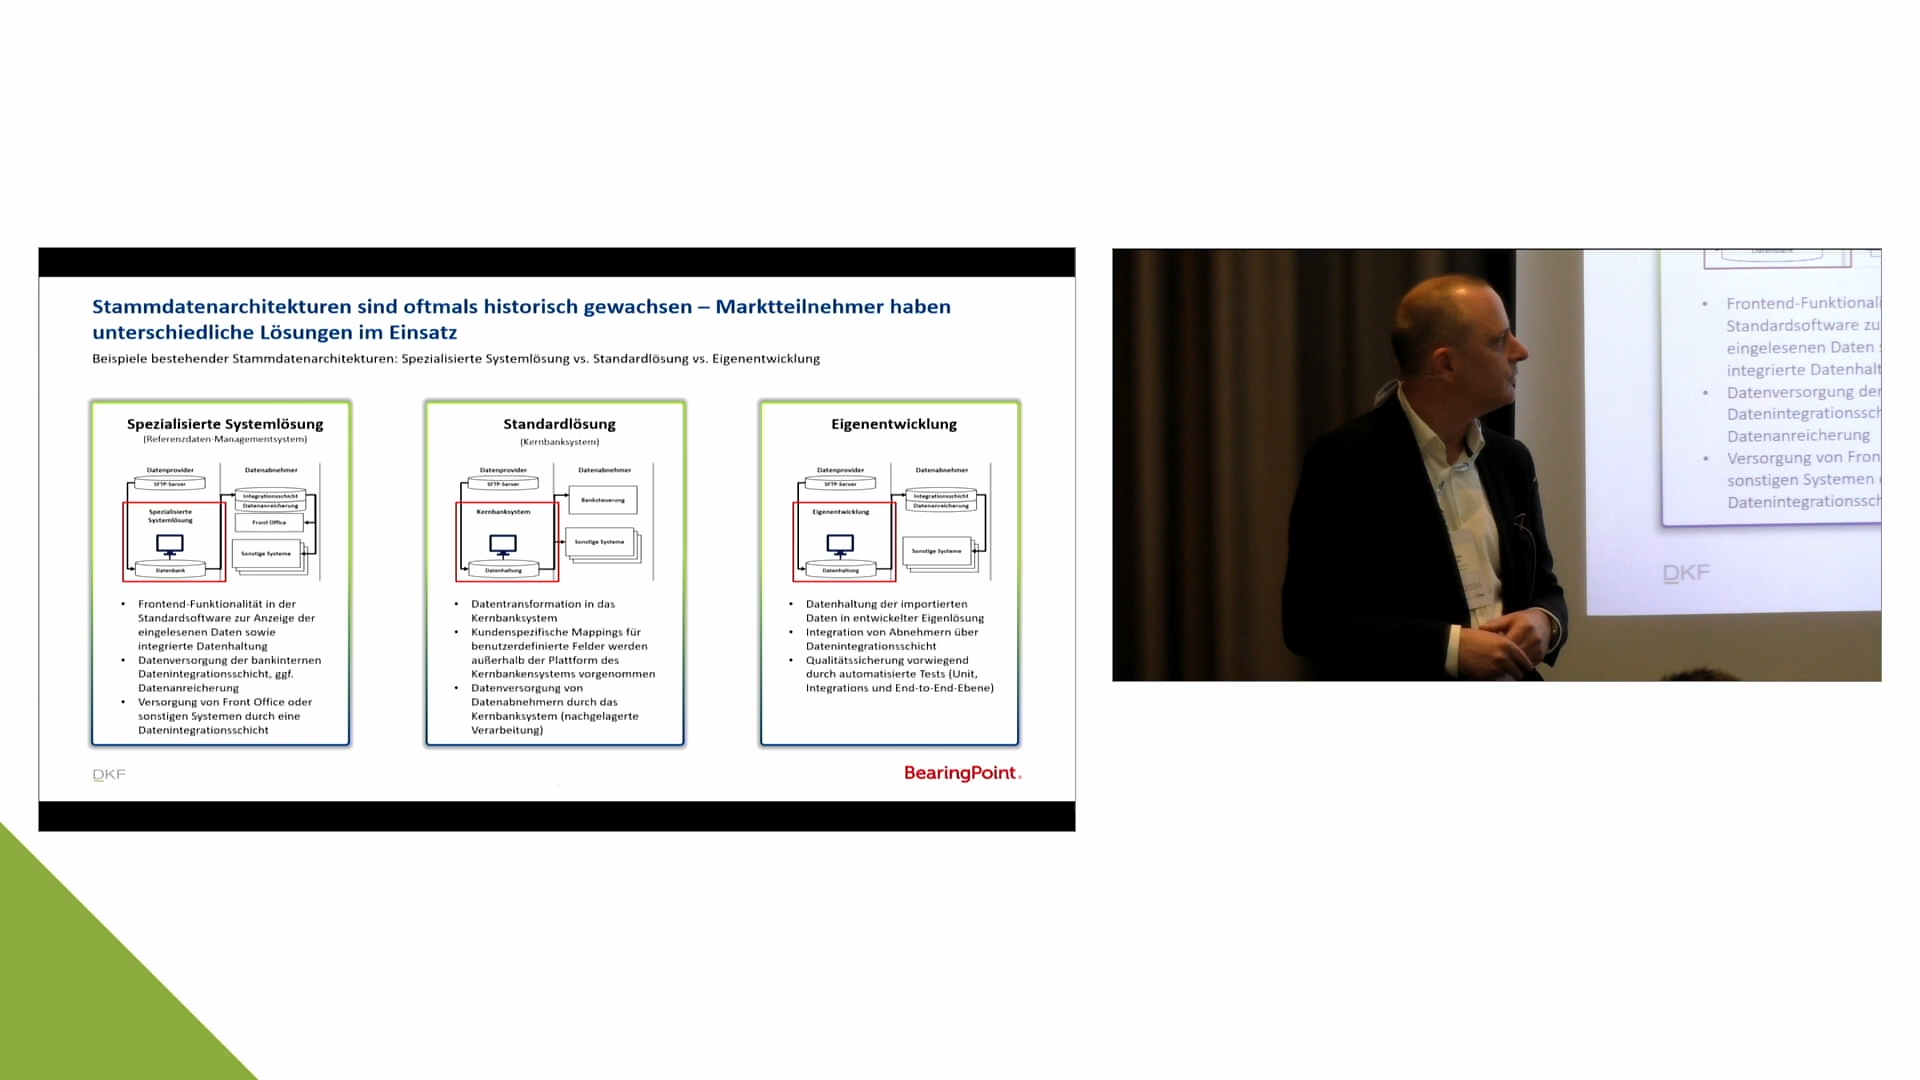 Stammdatenarchitekturen sind oftmals historisch gewachsen – Marktteilnehmer haben
unterschiedliche Lösungen im Einsatz
Beispiele bestehender Stammdatenarchitekturen: Spezialisierte Systemlösung vs. Standardlösung vs. Eigenentwicklung
Spezialisierte Systemlösung
(Referenzdaten-Managementsystem)
Datenprovider
Datenabnehmer
SFTP-Server
Integrationsschicht
Datenanreicherung
Spezialisierte
Systemlösung
Front Office
Sonstige Systeme
Datenbank
• Frontend-Funktionalität in der
Standardsoftware zur Anzeige der
eingelesenen Daten sowie
integrierte Datenhaltung
• Datenversorgung der bankinternen
Datenintegrationsschicht, ggf.
Datenanreicherung
• Versorgung von Front Office oder
sonstigen Systemen durch eine
Datenintegrationsschicht
Standardlösung
(Kernbanksystem)
Datenprovider
Datenabnehmer
SFTP-Server
Banksteuerung
Kernbanksystem
Sonstige Systeme
Datenhaltung
• Datentransformation in das
Kernbanksystem
• Kundenspezifische Mappings für
benutzerdefinierte Felder werden
außerhalb der Plattform des
Kernbankensystems vorgenommen
• Datenversorgung von
Datenabnehmern durch das
Kernbanksystem (nachgelagerte
Verarbeitung)
Eigenentwicklung
Datenprovider
Datenabnehmer
SFTP-Server
Integrationsschicht
Datenanreicherung
Eigenentwicklung
Sonstige Systeme
Datenhaltung
• Datenhaltung der importierten
Daten in entwickelter Eigenlösung
• Integration von Abnehmern über
Datenintegrationsschicht
• Qualitätssicherung vorwiegend
durch automatisierte Tests (Unit,
Integrations und End-to-End-Ebene)
DKF
BearingPoint®
• Frontend-Funktionali
Standardsoftware zu
eingelesenen Daten s
integrierte Datenhalt
• Datenversorgung der
Datenintegrationssch
Datenanreicherung
• Versorgung von Fron
sonstigen Systemen
Datenintegrationssch
DKF